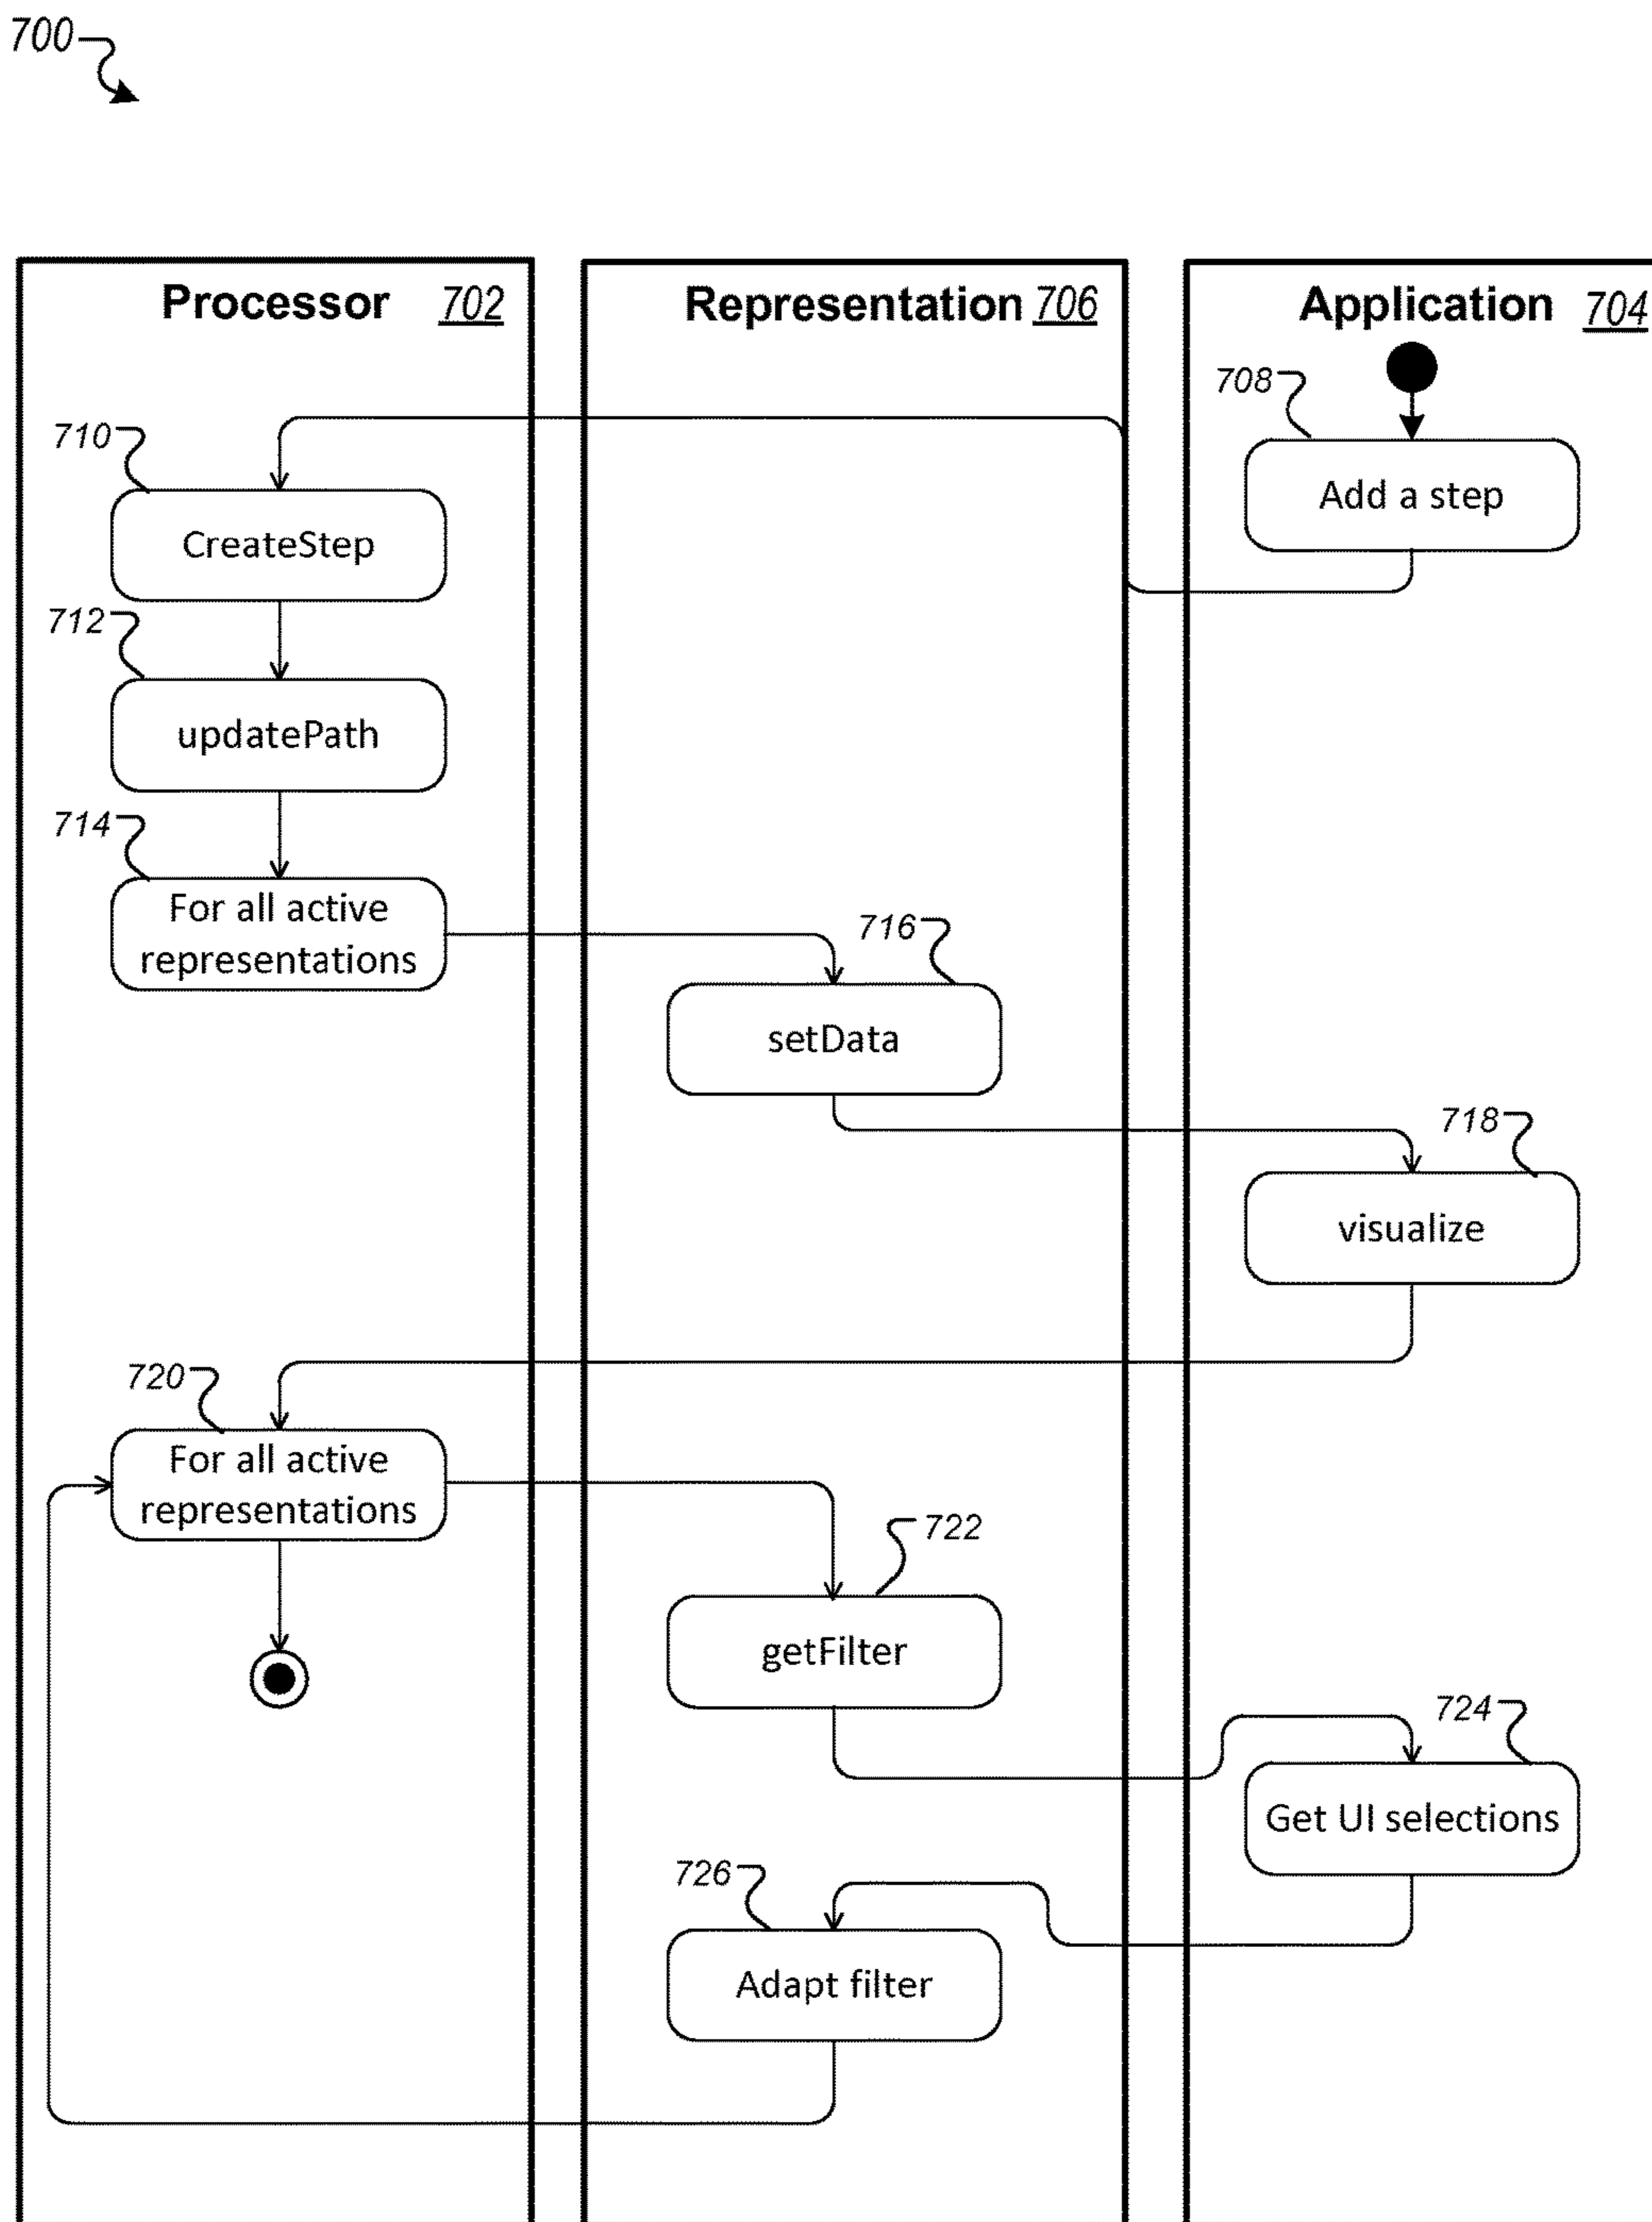 700
Processor 702
Representation 706
Application 704
708
Add a step
710
CreateStep
712
updatePath
714
For all active
representations
716
setData
718
visualize
720
For all active
representations
722
getFilter
724
Get UI selections
726
Adapt filter